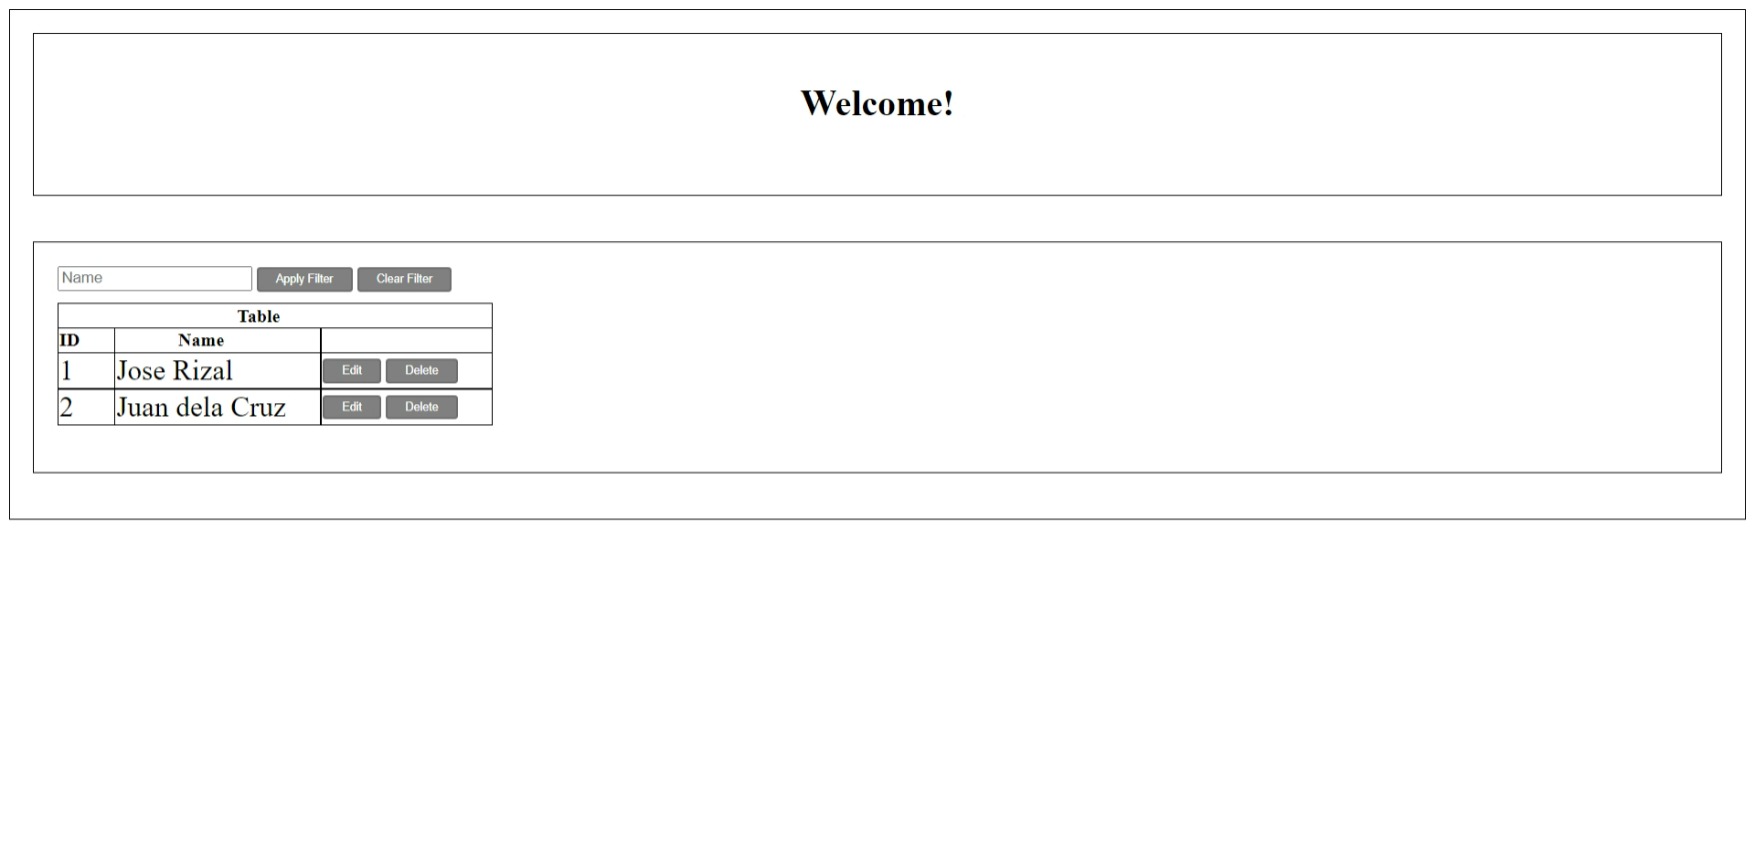 Welcome!
Name Apply Filter Clear Filter
Table
ID Name
1 Jose Rizal Edit Delete
2 Juan dela Cruz Edit Delete